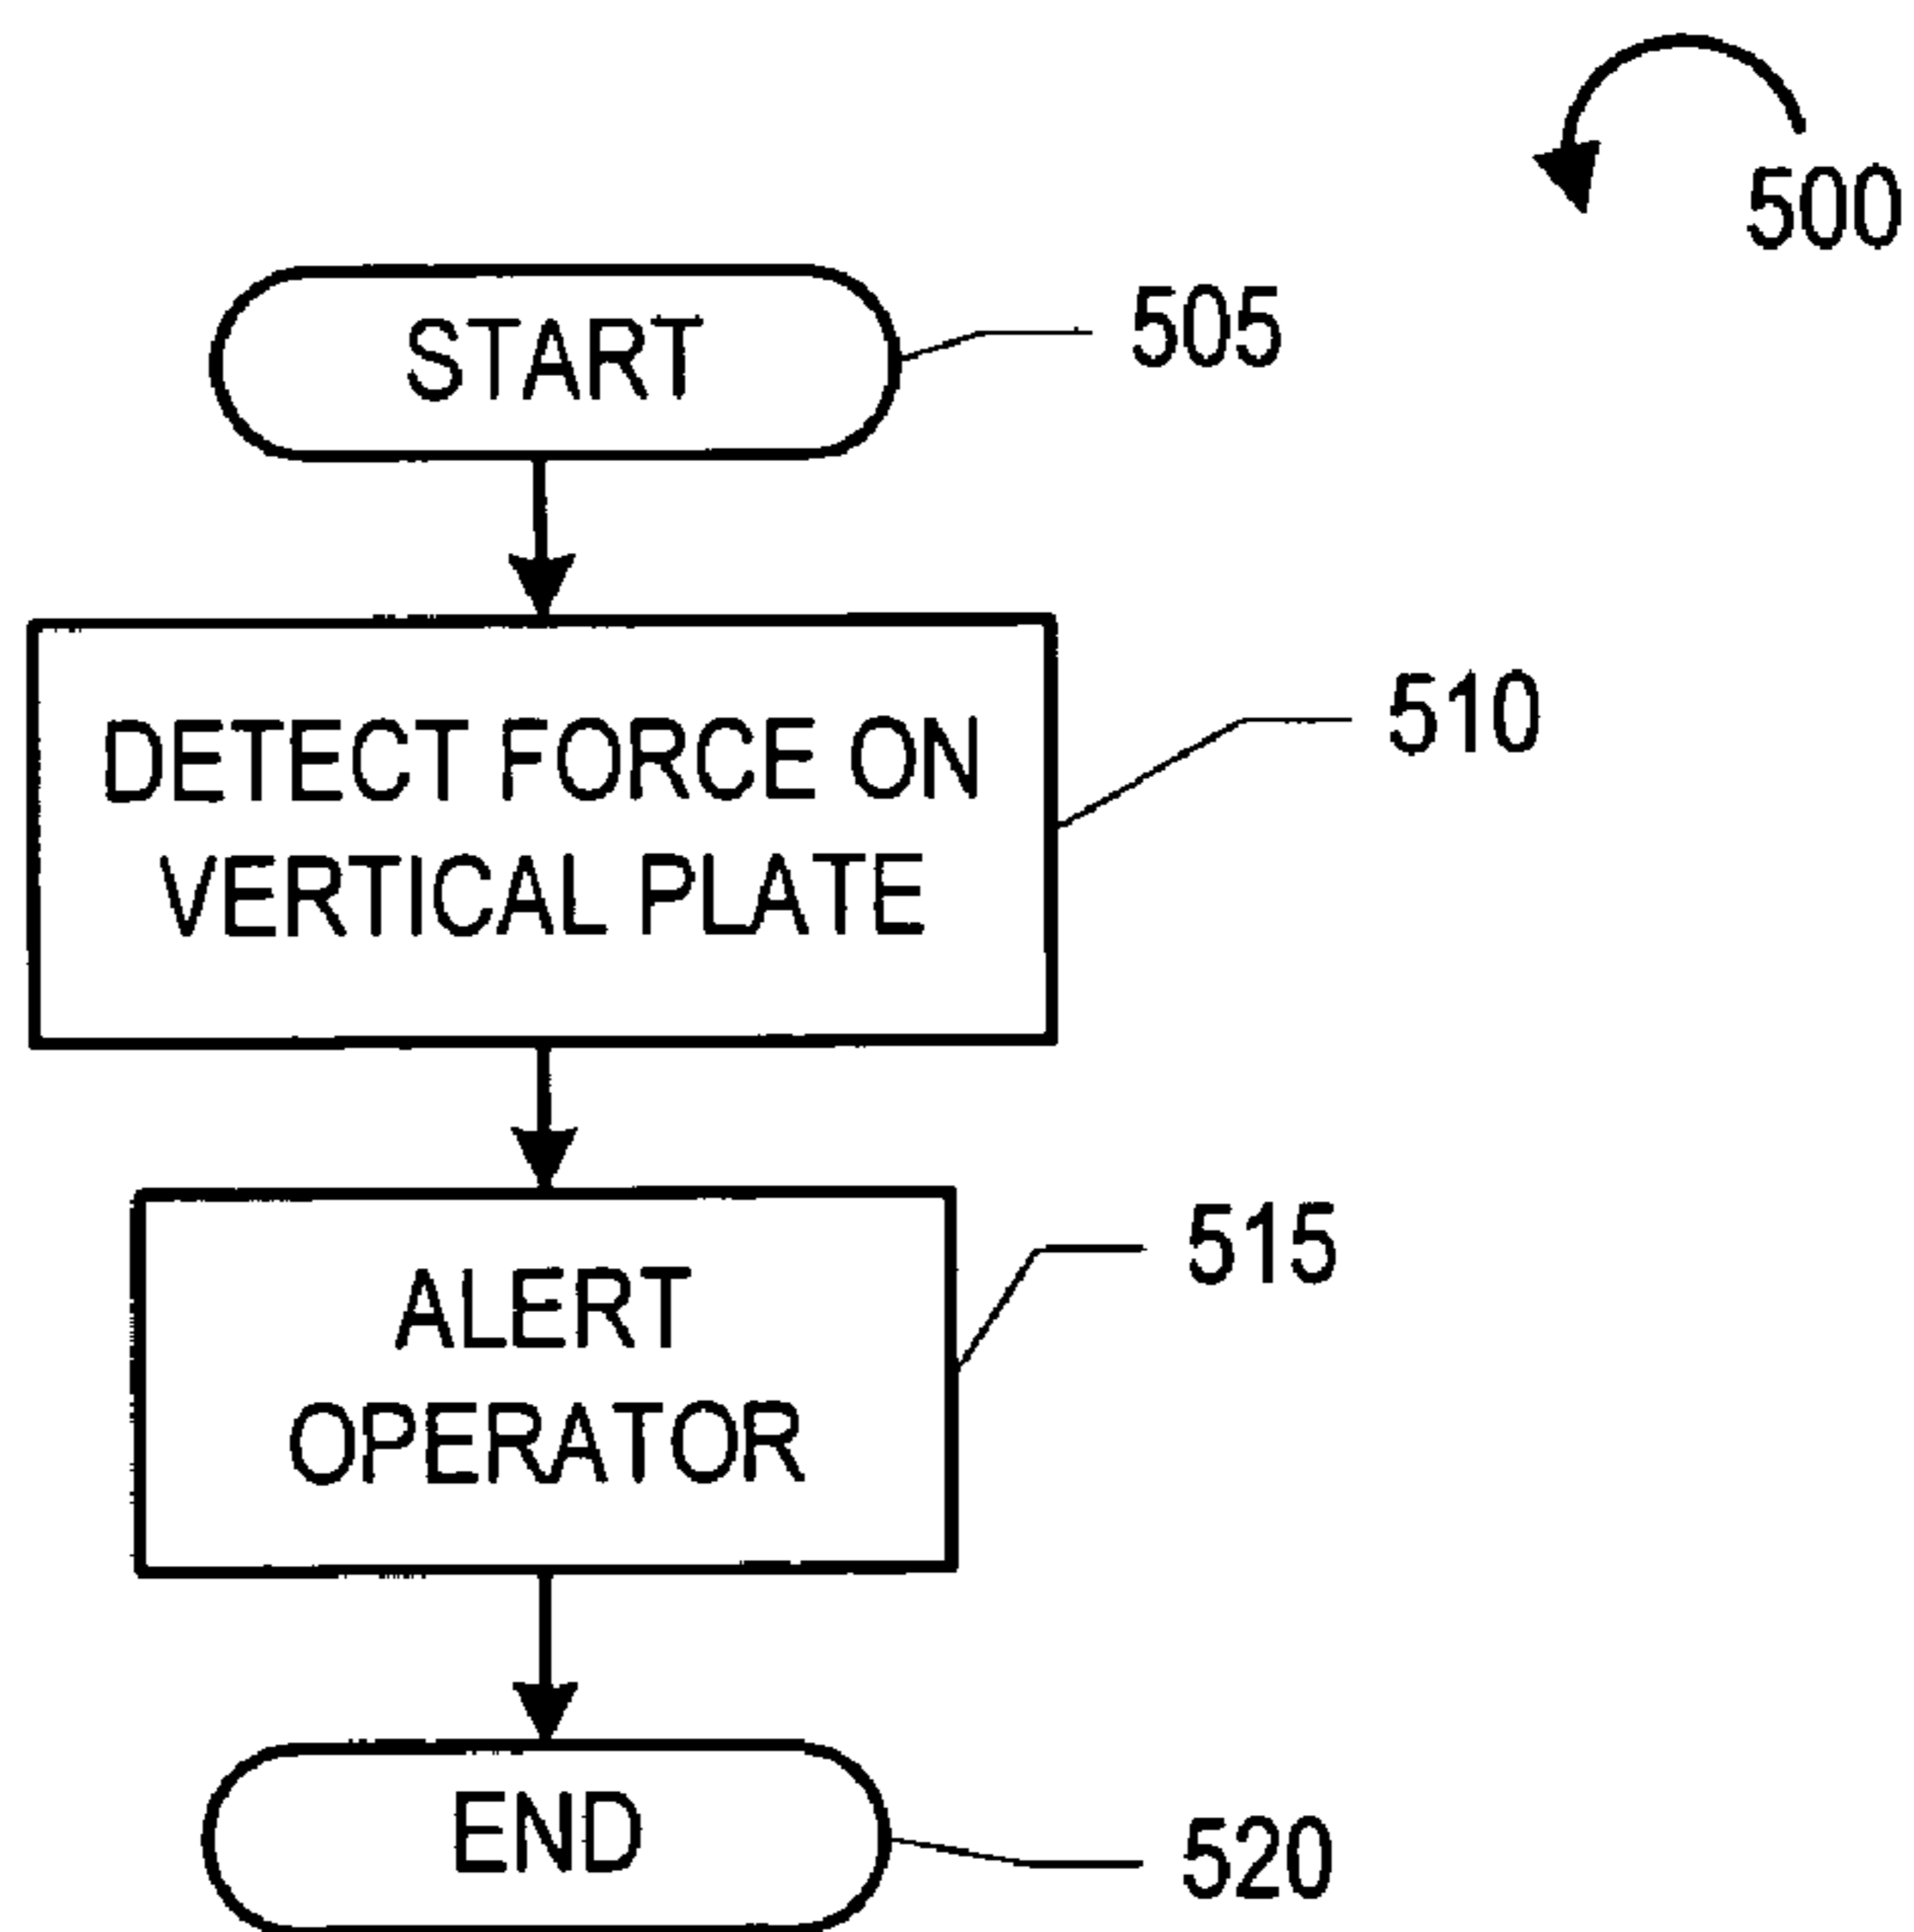 500
START
505
DETECT FORCE ON
VERTICAL PLATE
510
ALERT
OPERATOR
515
END
520